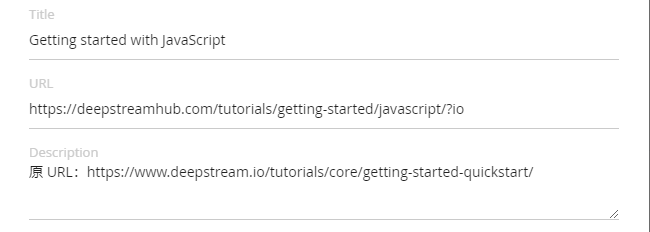 Title
Getting started with JavaScript
URL
https://deepstreamhub.com/tutorials/getting-started/javascript/?io
Description
原 URL：https://www.deepstream.io/tutorials/core/getting-started-quickstart/